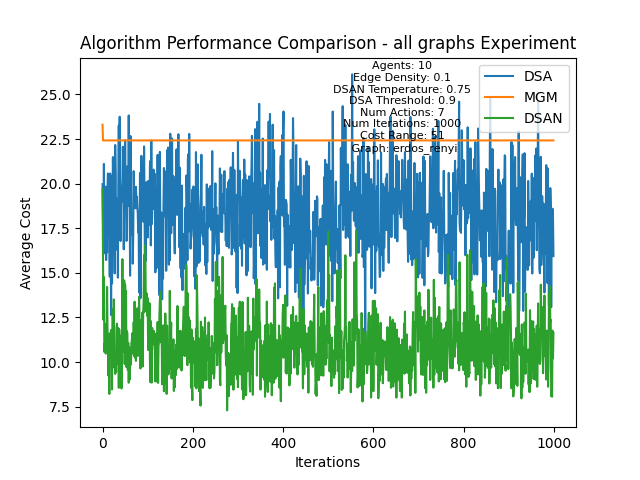 Algorithm Performance Comparison - all graphs Experiment
Agents: 10
Edge Density: 0.1
DSAN Temperature: 0.75
DSA Threshold: 0.9
Num Actions: 7
Num Iterations: 1000
Cost Range: 51
Graph: erdos_renyi
DSA
MGM
DSAN
Average Cost
25.0
22.5
20.0
17.5
15.0
12.5
10.0
7.5
0 200 400 600 800 1000
Iterations